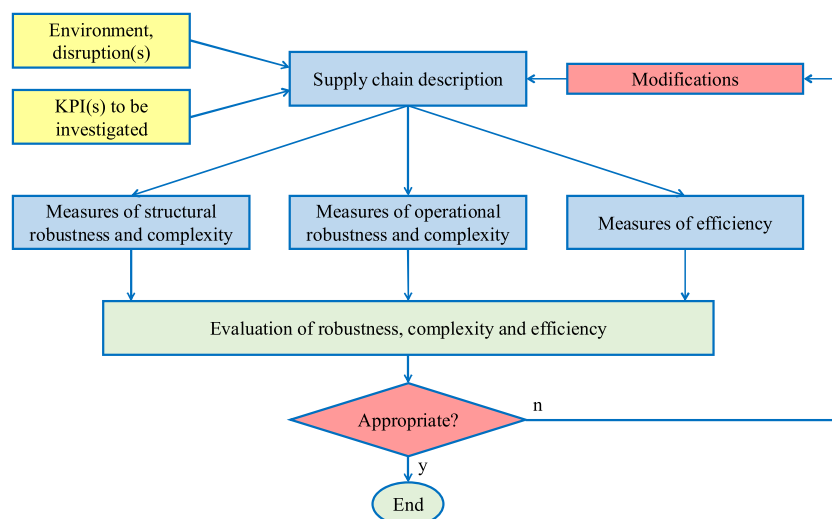 Environment,
disruption(s)
Supply chain description
Modifications
KPI(s) to be
investigated
Measures of structural
robustness and complexity
Measures of operational
robustness and complexity
Measures of efficiency
Evaluation of robustness, complexity and efficiency
Appropriate?
n
y
End